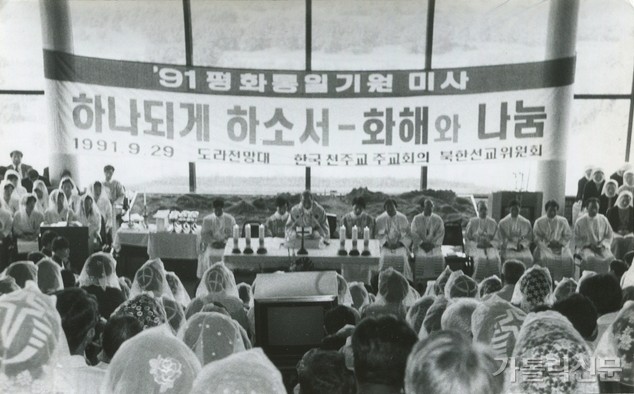 '91 평화통일기원 미사
하나되게 하소서-화해와 나눔
1991.9.29 도라전망대 한국천주교 주교회의 북한선교위원회
가톨릭신문